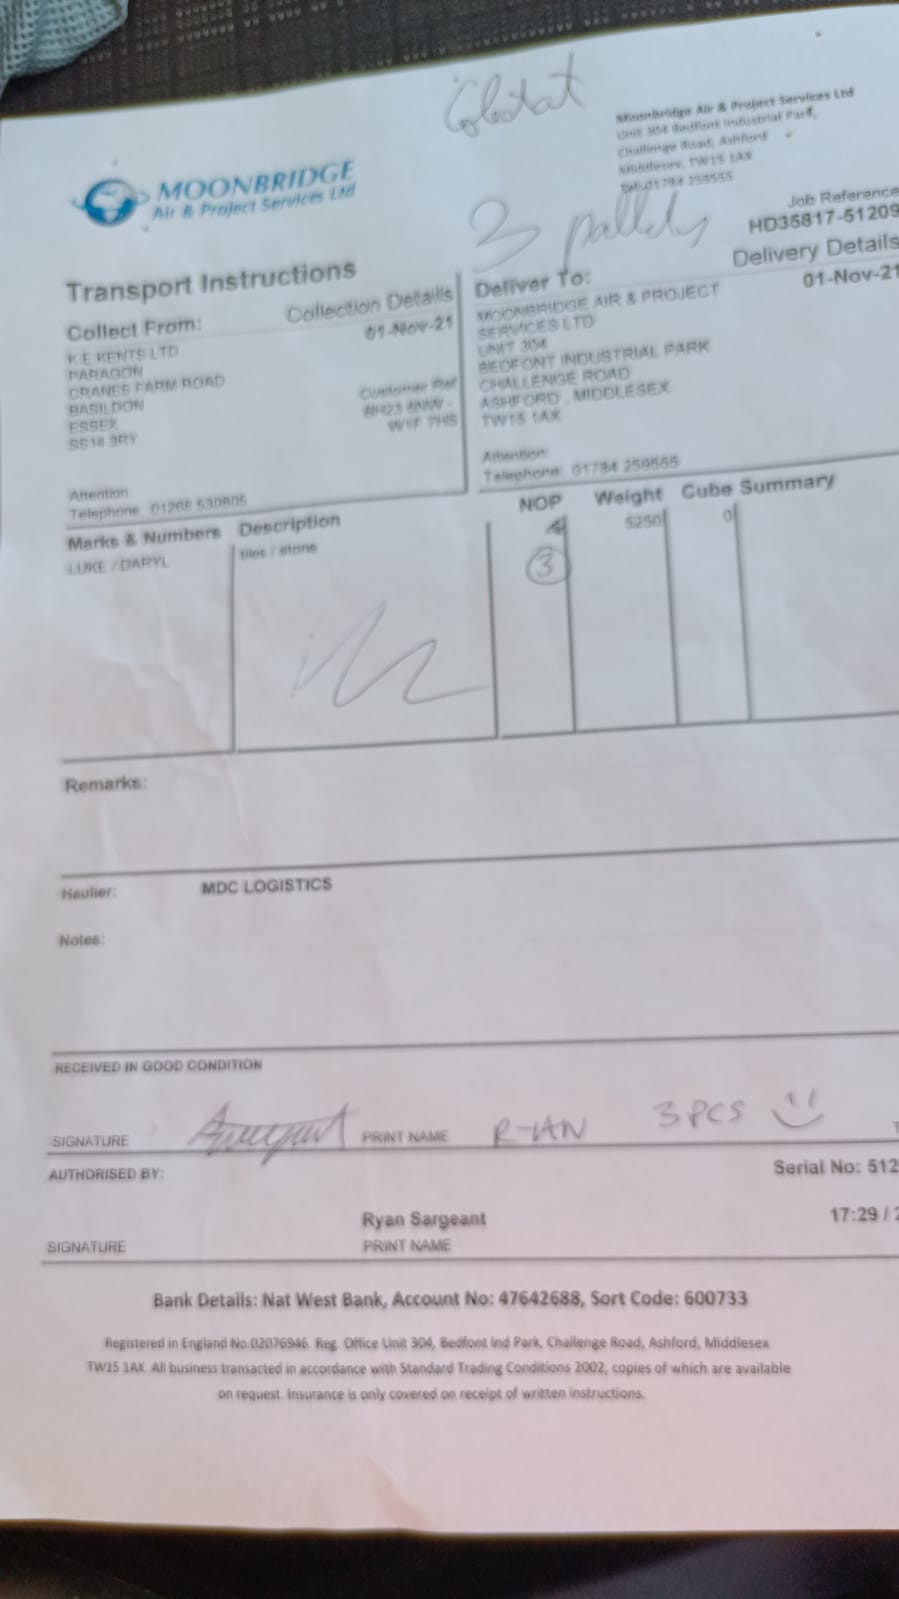 MOONBRIDGE
Air & Project Services Ltd
Moonbridge Air & Project Services Ltd
Unit 304 Bedfont Industrial Park,
Challenge Road, Ashford
Middlesex, TW15 1AX
Tel:01784 259555
3 pallets
Job Reference
HD35817-51209
Transport Instructions
Collection Details
01-Nov-21
Collect From:
K.E KENTS LTD
PARAGON
CRANES FARM ROAD
BASILDON
ESSEX
SS14 3RY
Customer Ref
W1F 7HS
Attention
Telephone: 01268 530805
Delivery Details
01-Nov-21
Deliver To:
MOONBRIDGE AIR & PROJECT
SERVICES LTD
UNIT 304
BEDFONT INDUSTRIAL PARK
CHALLENGE ROAD
ASHFORD , MIDDLESEX
TW15 1AX
Attention:
Telephone: 01784 259555
Marks & Numbers Description NOP Weight Cube Summary
LUKE / DARYL tiles / stone 4 5250 0
3
Remarks:
Haulier: MDC LOGISTICS
Notes:
RECEIVED IN GOOD CONDITION
SIGNATURE PRINT NAME RYAN 3 PCS
AUTHORISED BY:
Serial No: 512
Ryan Sargeant 17:29 / 2
SIGNATURE PRINT NAME
Bank Details: Nat West Bank, Account No: 47642688, Sort Code: 600733
Registered in England No.02076946. Reg. Office Unit 304, Bedfont Ind Park, Challenge Road, Ashford, Middlesex
TW15 1AX. All business transacted in accordance with Standard Trading Conditions 2002, copies of which are available
on request. Insurance is only covered on receipt of written instructions.